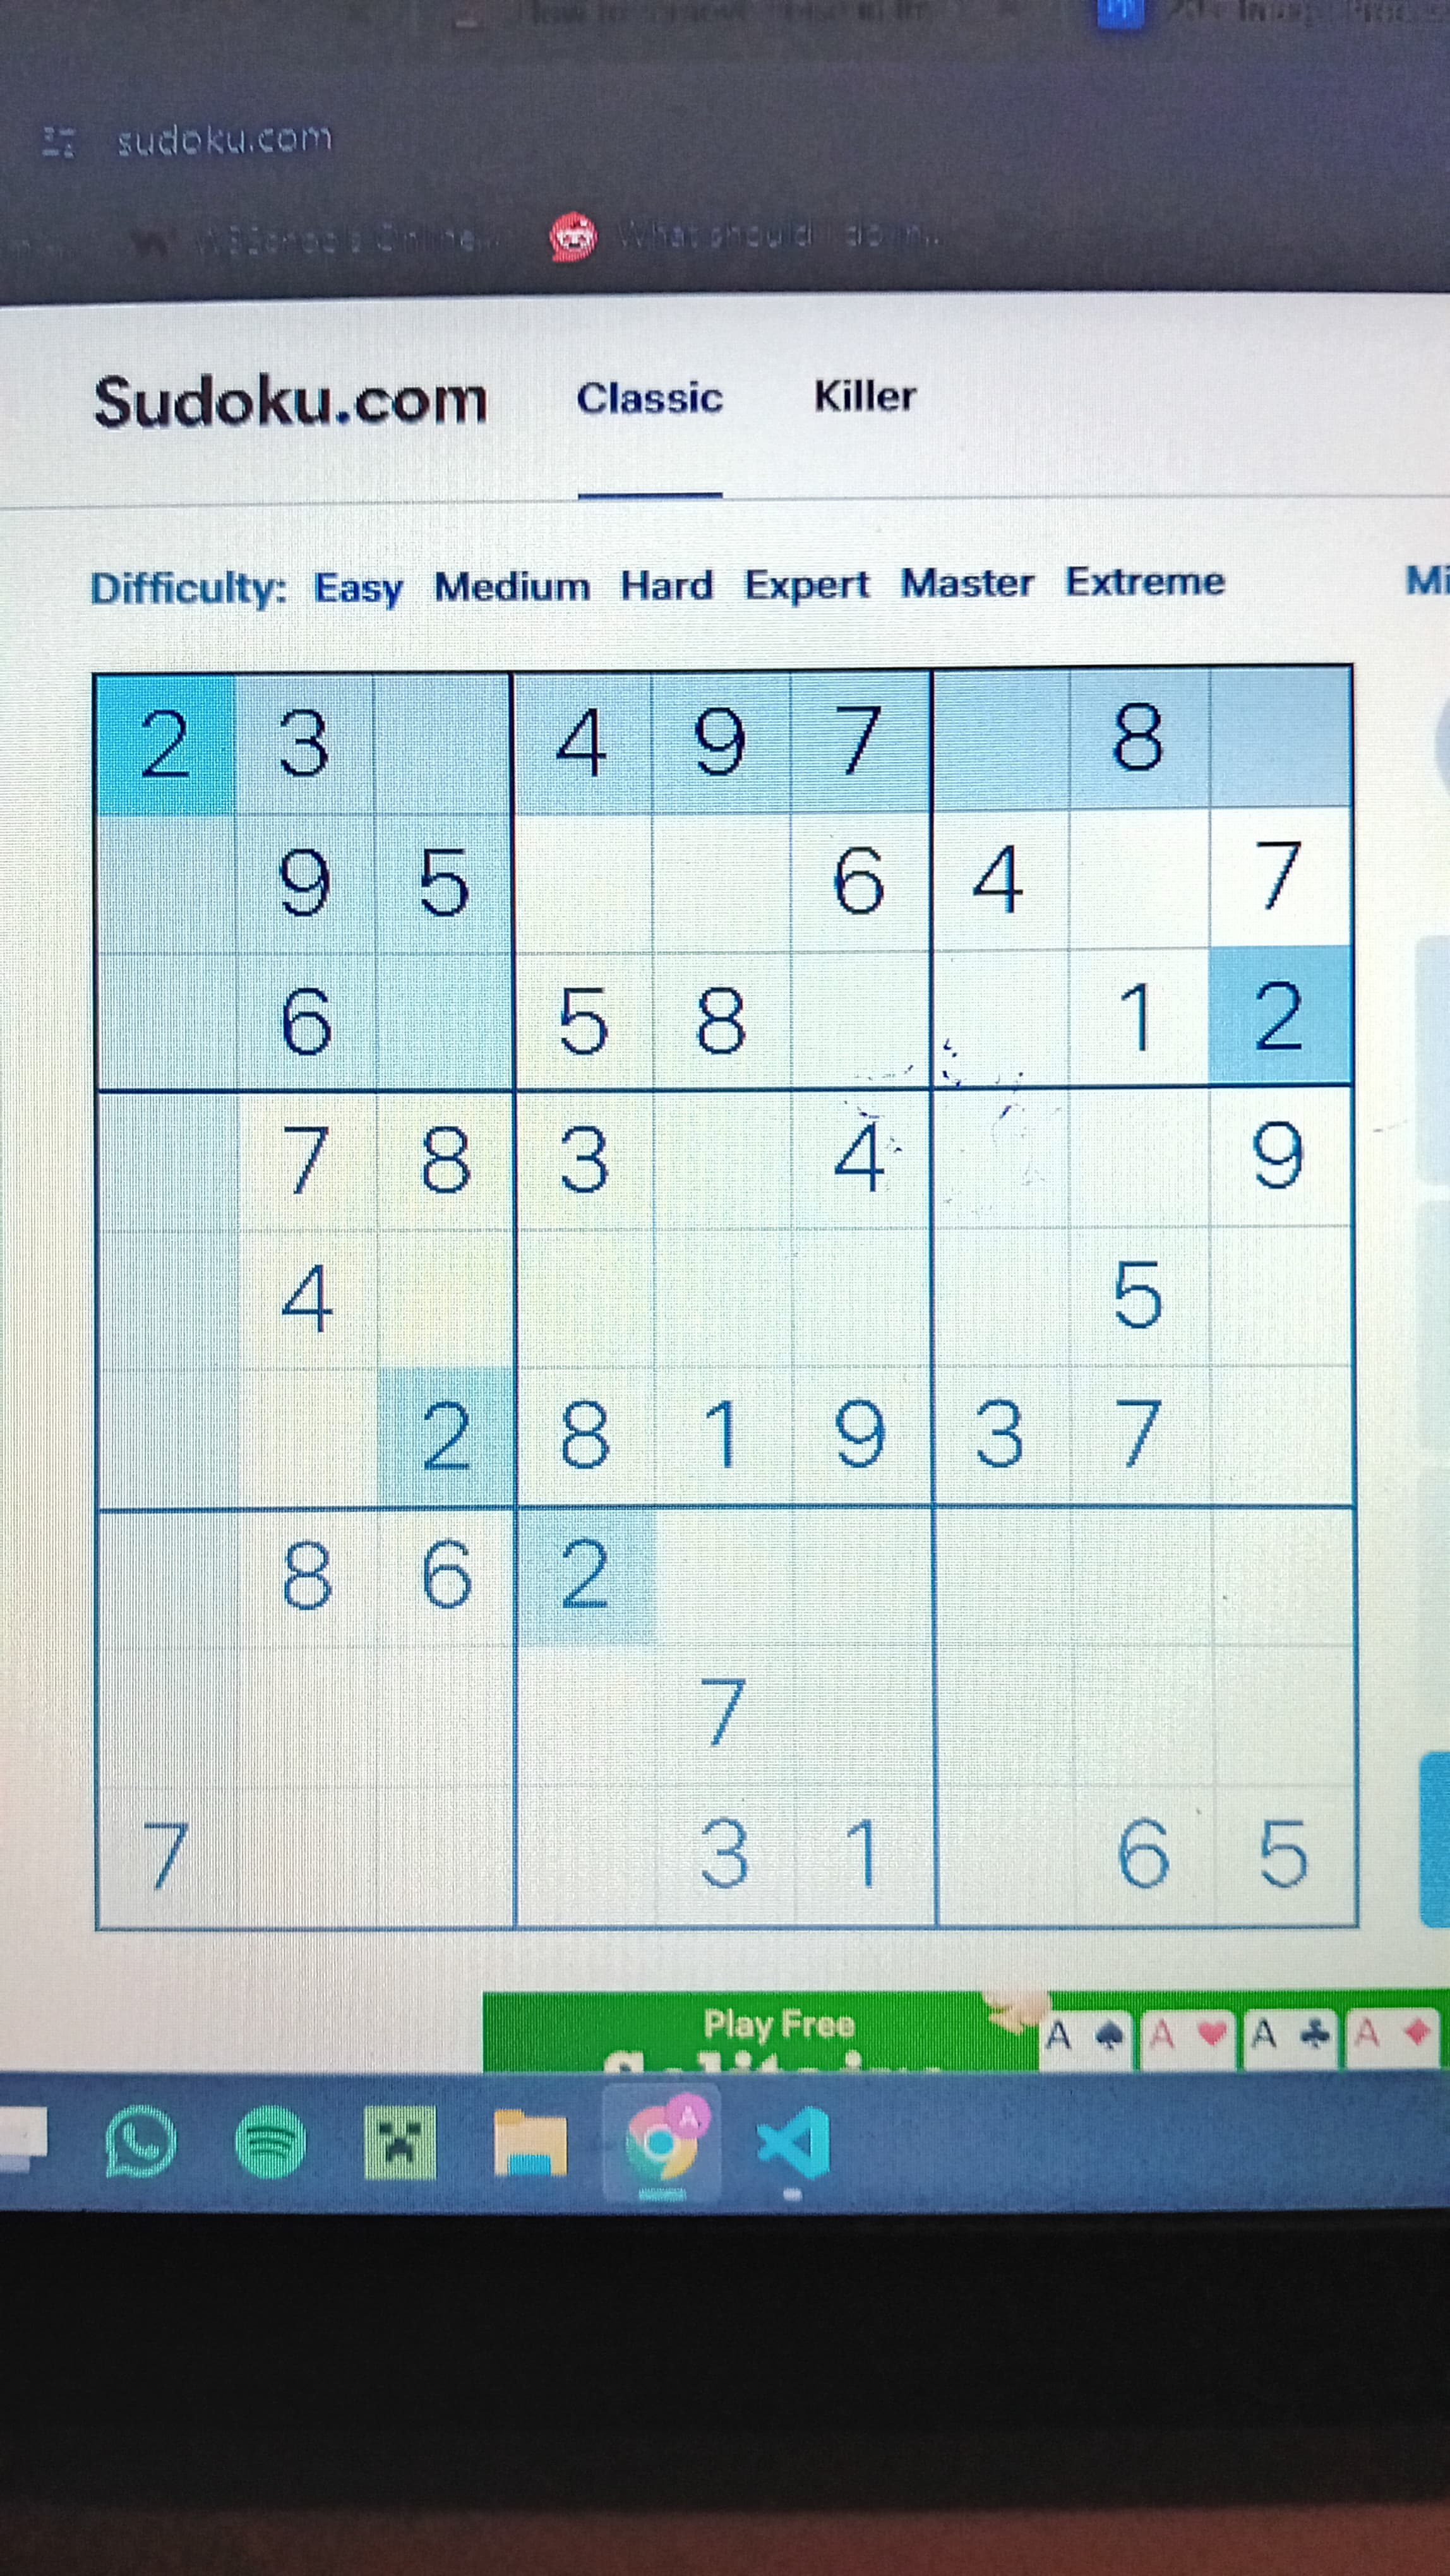 sudoku.com
What should I do in...
Sudoku.com Classic Killer
Difficulty: Easy Medium Hard Expert Master Extreme Mi
2 3 4 9 7 8
9 5 6 4 7
6 5 8 1 2
7 8 3 4 9
4 5
2 8 1 9 3 7
8 6 2
7
7 3 1 6 5
Play Free
A A A A
A